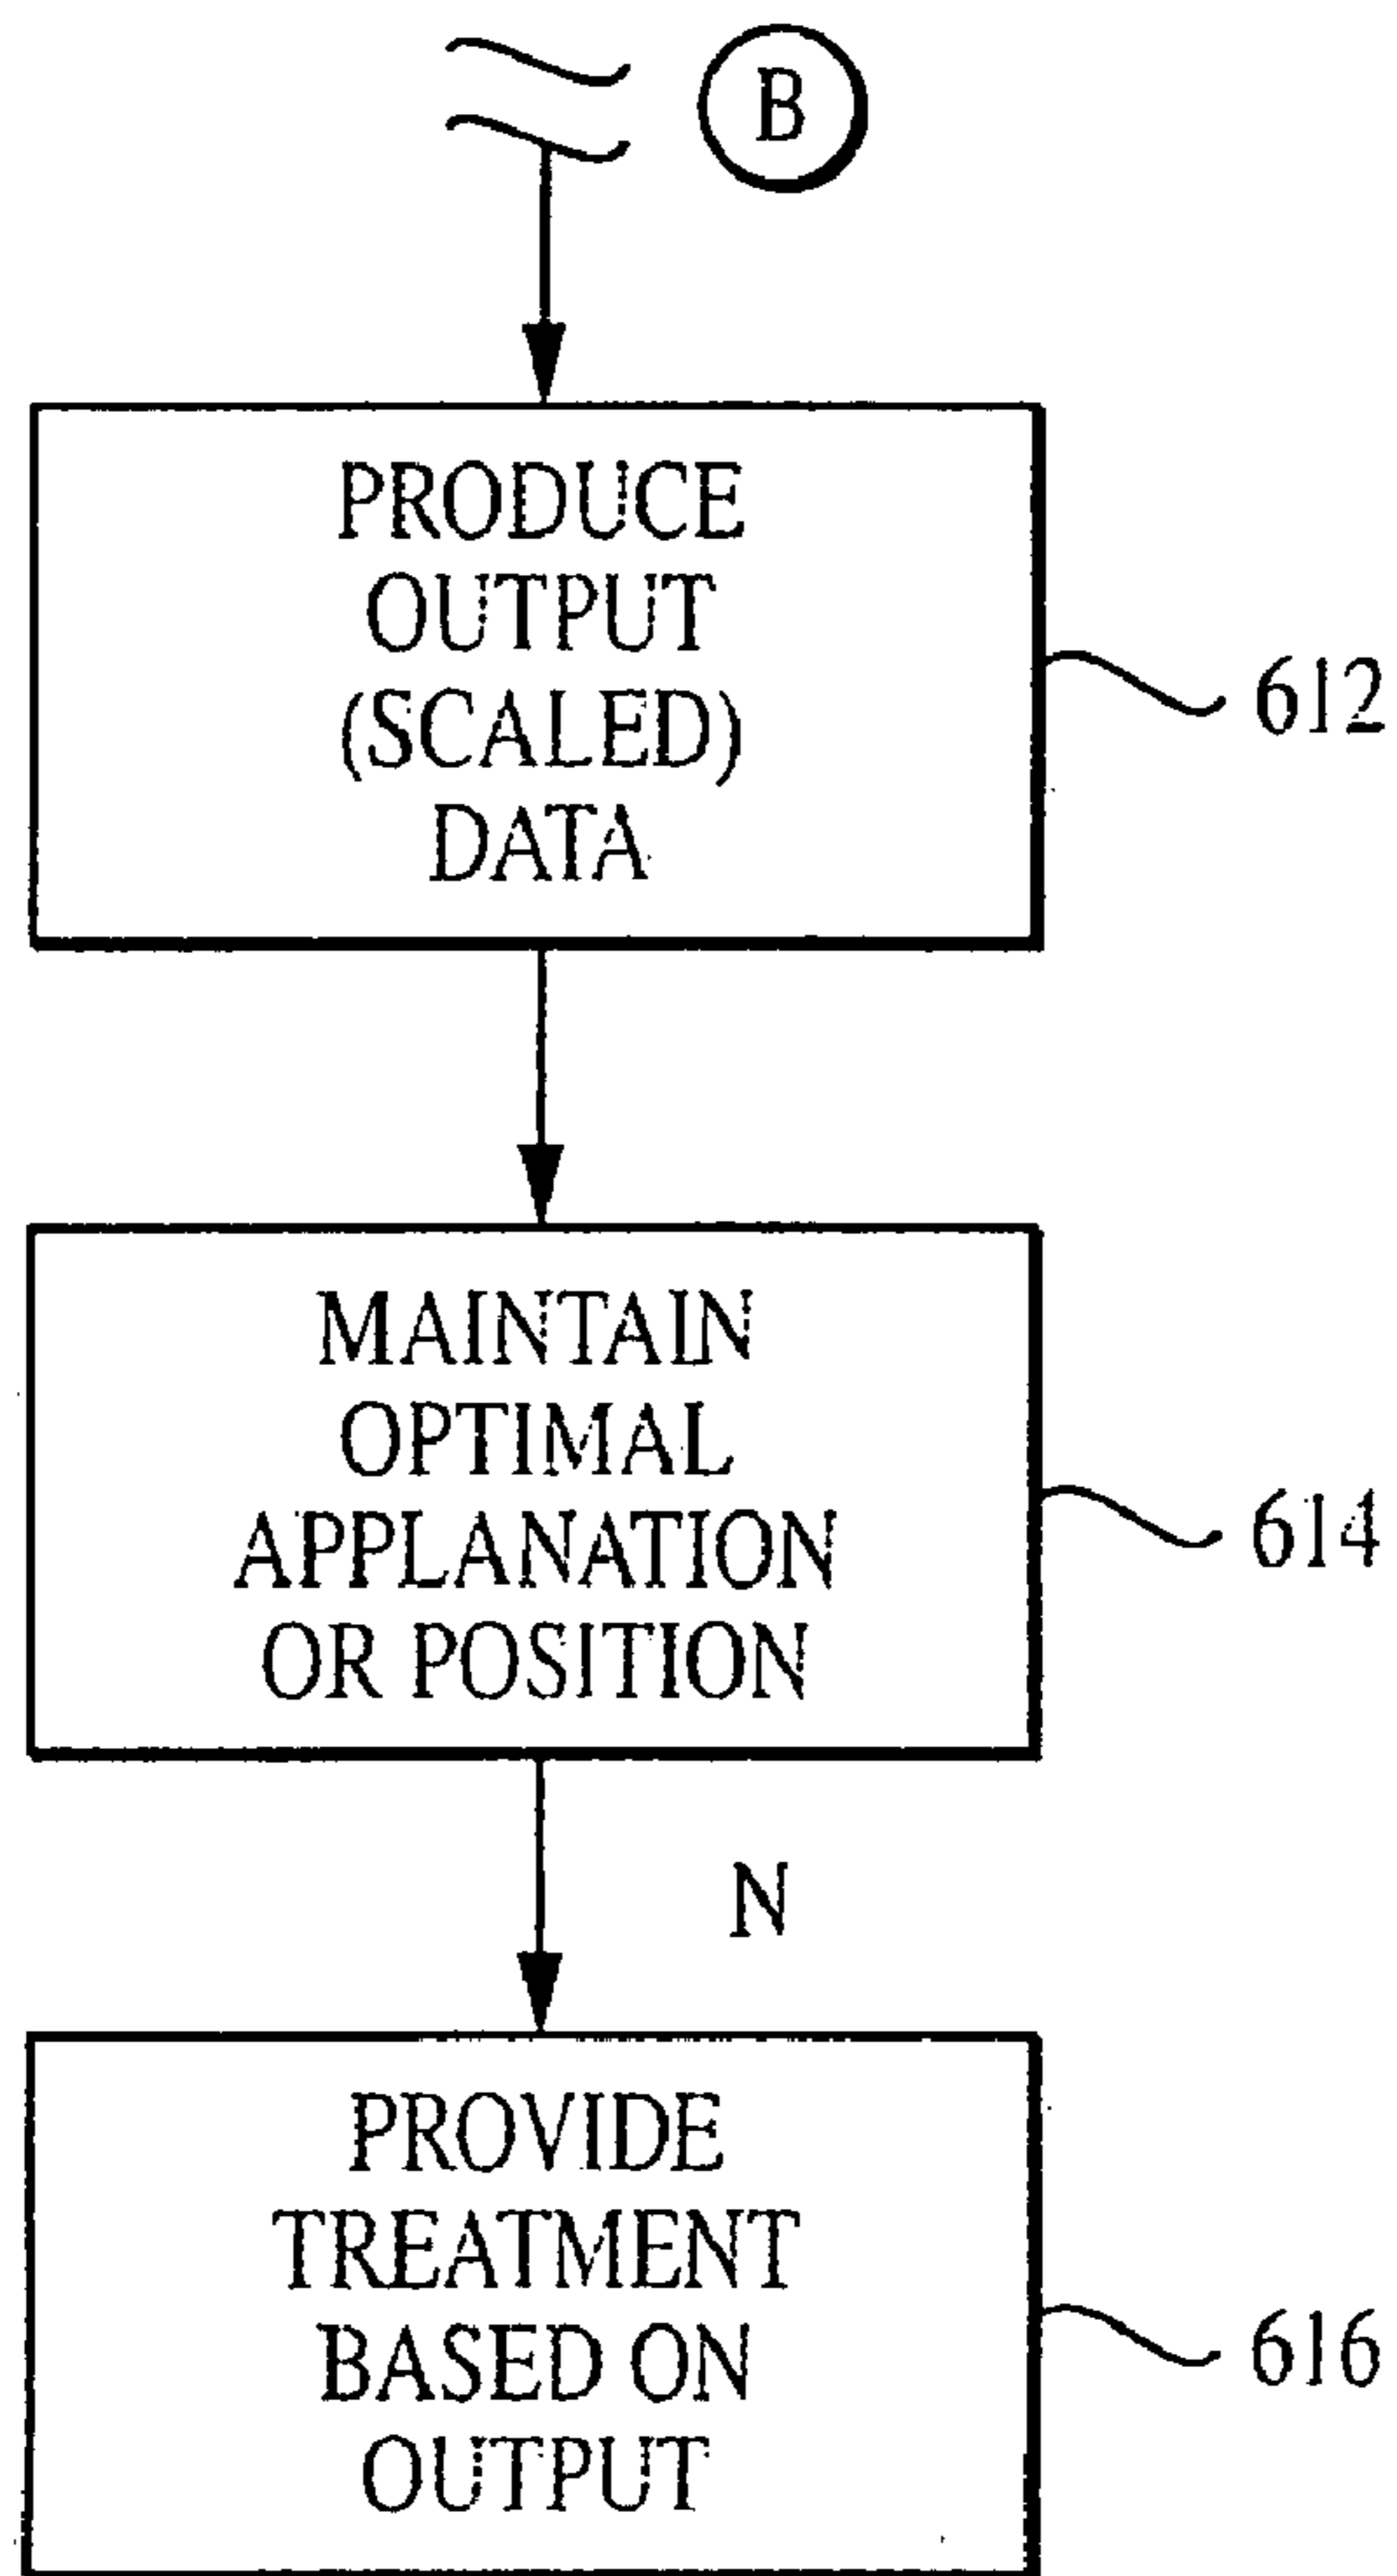 B
PRODUCE
OUTPUT
(SCALED)
DATA
612
MAINTAIN
OPTIMAL
APPLANATION
OR POSITION
614
N
PROVIDE
TREATMENT
BASED ON
OUTPUT
616